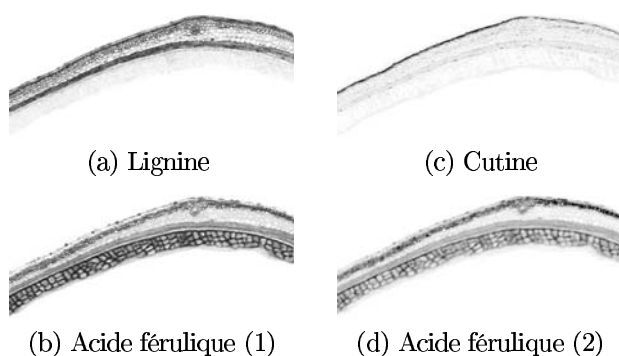 (a) Lignine
(c) Cutine
(b) Acide férulique (1)
(d) Acide férulique (2)